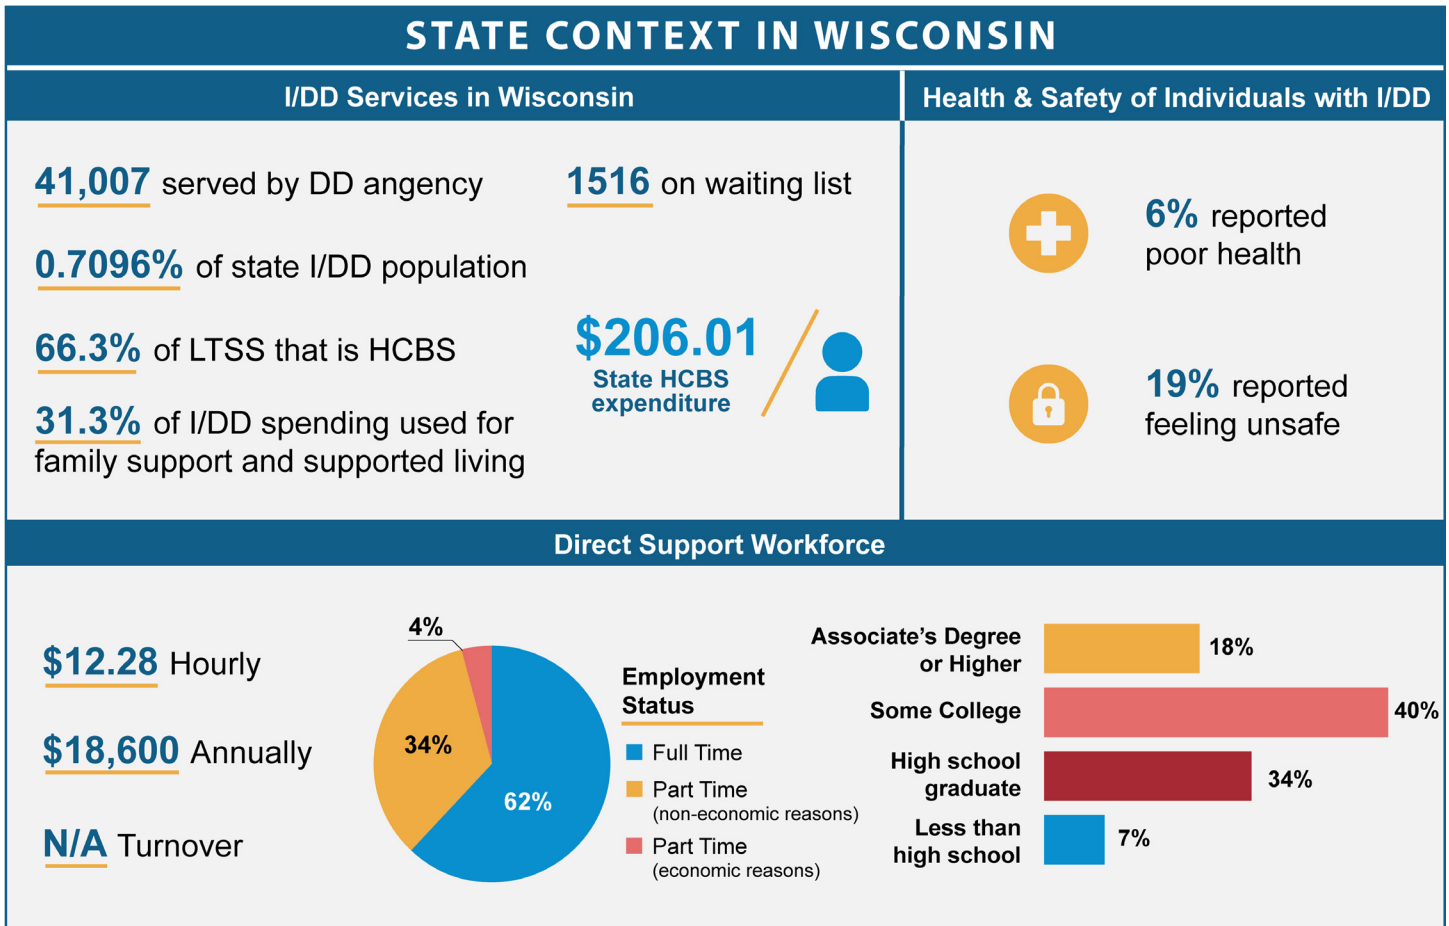 STATE CONTEXT IN WISCONSIN
I/DD Services in Wisconsin
41,007 served by DD angency
1516 on waiting list
0.7096% of state I/DD population
66.3% of LTSS that is HCBS
31.3% of I/DD spending used for
family support and supported living
$206.01
State HCBS
expenditure
Health & Safety of Individuals with I/DD
6% reported
poor health
19% reported
feeling unsafe
Direct Support Workforce
$12.28 Hourly
$18,600 Annually
N/A Turnover
4%
34%
62%
Employment
Status
Full Time
Part Time
(non-economic reasons)
Part Time
(economic reasons)
Associate's Degree
or Higher
18%
Some College
40%
High school
graduate
34%
Less than
high school
7%